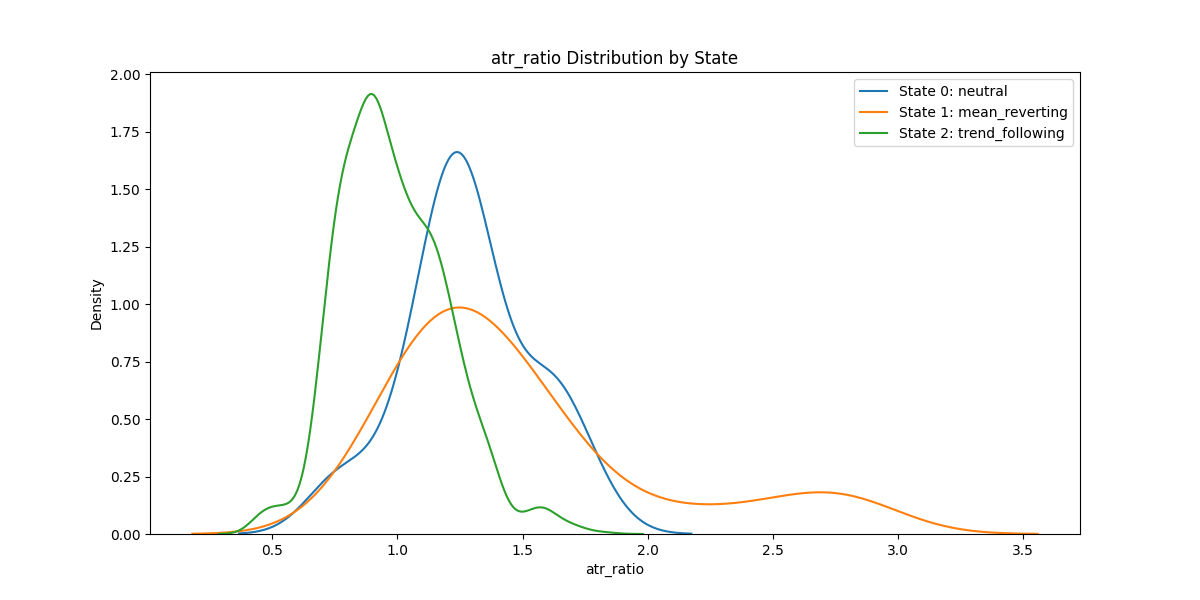 atr_ratio Distribution by State
State 0: neutral
State 1: mean_reverting
State 2: trend_following
Density
2.00
1.75
1.50
1.25
1.00
0.75
0.50
0.25
0.00
0.5 1.0 1.5 2.0 2.5 3.0 3.5
atr_ratio